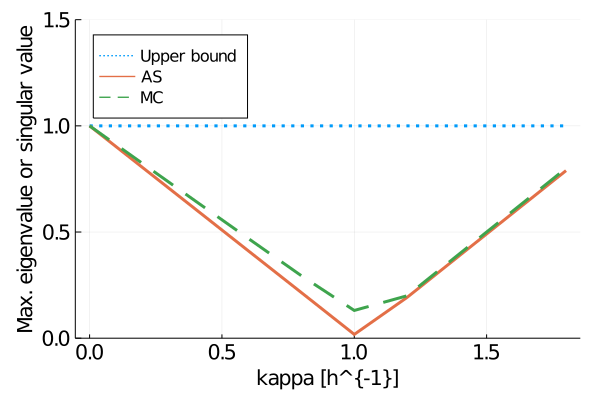 Max. eigenvalue or singular value
1.5
1.0
0.5
0.0
Upper bound
AS
MC
0.0 0.5 1.0 1.5
kappa [h^{-1}]